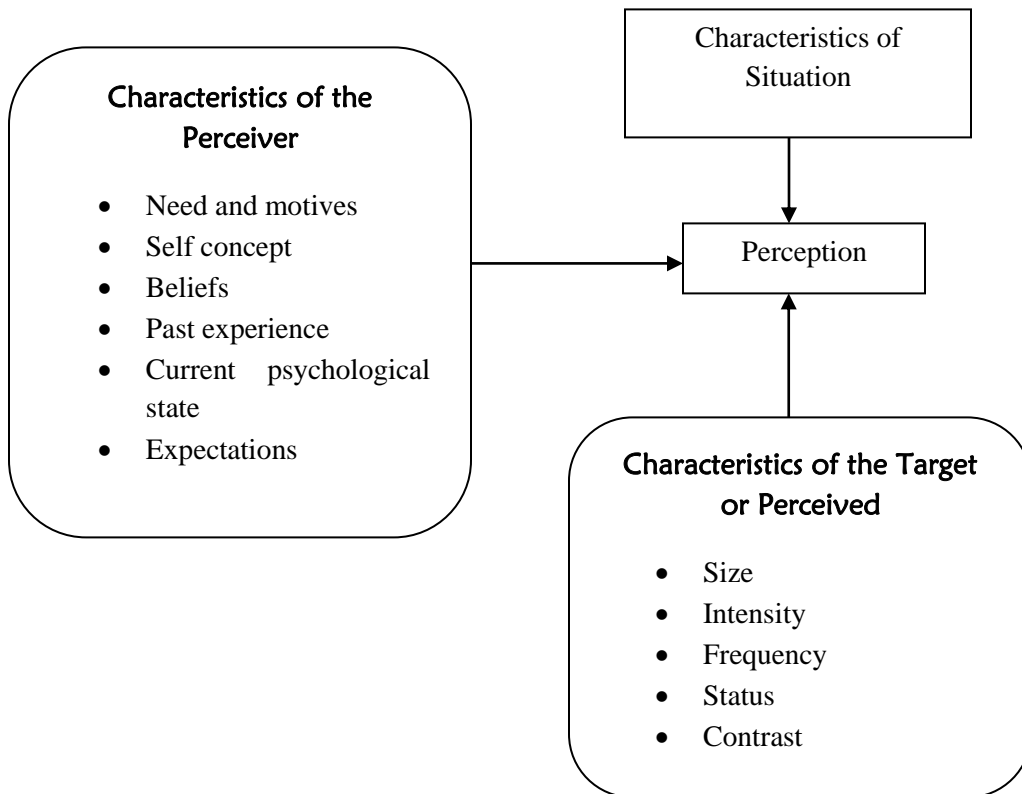 Characteristics of the
Perceiver
• Need and motives
• Self concept
• Beliefs
• Past experience
• Current psychological
state
• Expectations
Characteristics of
Situation
Perception
Characteristics of the Target
or Perceived
• Size
• Intensity
• Frequency
• Status
• Contrast